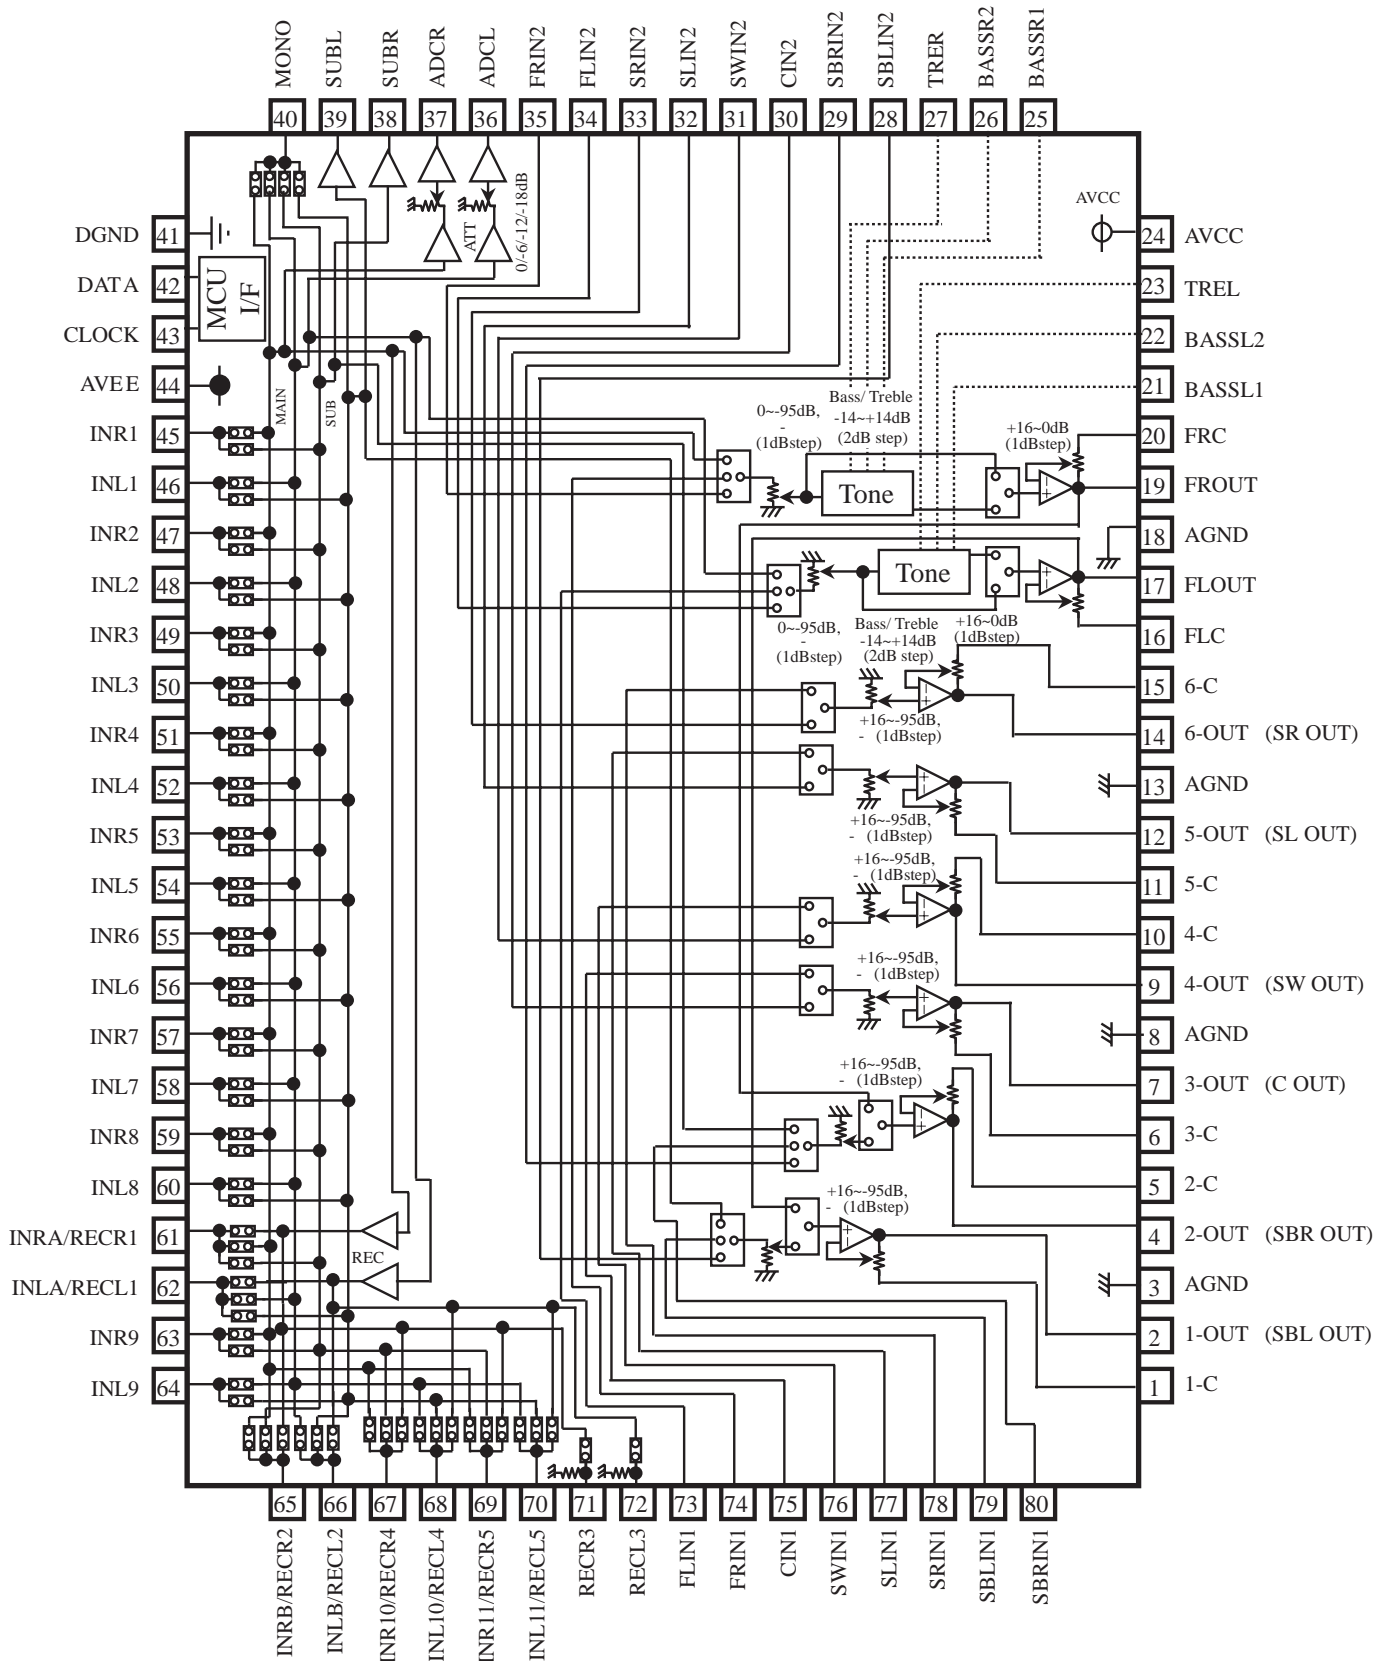 MONO
SUBL
SUBR
ADCR
ADCL
FRIN2
FLIN2
SRIN2
SLIN2
SWIN2
CIN2
SBRIN2
SBLIN2
TRER
BASSR2
BASSR1
40
39
38
37
36
35
34
33
32
31
30
29
28
27
26
25
DGND 41
DATA 42
CLOCK 43
AVEE 44
INR1 45
INL1 46
INR2 47
INL2 48
INR3 49
INL3 50
INR4 51
INL4 52
INR5 53
INL5 54
INR6 55
INL6 56
INR7 57
INL7 58
INR8 59
INL8 60
INRA/RECR1 61
INLA/RECL1 62
INR9 63
INL9 64
MCU
I/F
MAIN
SUB
ATT
0/-6/-12/-18dB
REC
AVCC
0~-95dB,
-
(1dBstep)
Bass/ Treble
-14~+14dB
(2dB step)
+16~0dB
(1dBstep)
Tone
+
-
Tone
+
-
0~-95dB,
-
(1dBstep)
Bass/ Treble
-14~+14dB
(2dB step)
+16~0dB
(1dBstep)
+
-
+16~-95dB,
- (1dBstep)
+
-
+16~-95dB,
- (1dBstep)
+16~-95dB,
- (1dBstep)
+
-
+16~-95dB,
- (1dBstep)
+
-
+16~-95dB,
- (1dBstep)
+
-
+16~-95dB,
- (1dBstep)
+
-
24 AVCC
23 TREL
22 BASSL2
21 BASSL1
20 FRC
19 FROUT
18 AGND
17 FLOUT
16 FLC
15 6-C
14 6-OUT (SR OUT)
13 AGND
12 5-OUT (SL OUT)
11 5-C
10 4-C
9 4-OUT (SW OUT)
8 AGND
7 3-OUT (C OUT)
6 3-C
5 2-C
4 2-OUT (SBR OUT)
3 AGND
2 1-OUT (SBL OUT)
1 1-C
65
66
67
68
69
70
71
72
73
74
75
76
77
78
79
80
INRB/RECR2
INLB/RECL2
INR10/RECR4
INL10/RECL4
INR11/RECR5
INL11/RECL5
RECR3
RECL3
FLIN1
FRIN1
CIN1
SWIN1
SLIN1
SRIN1
SBLIN1
SBRIN1